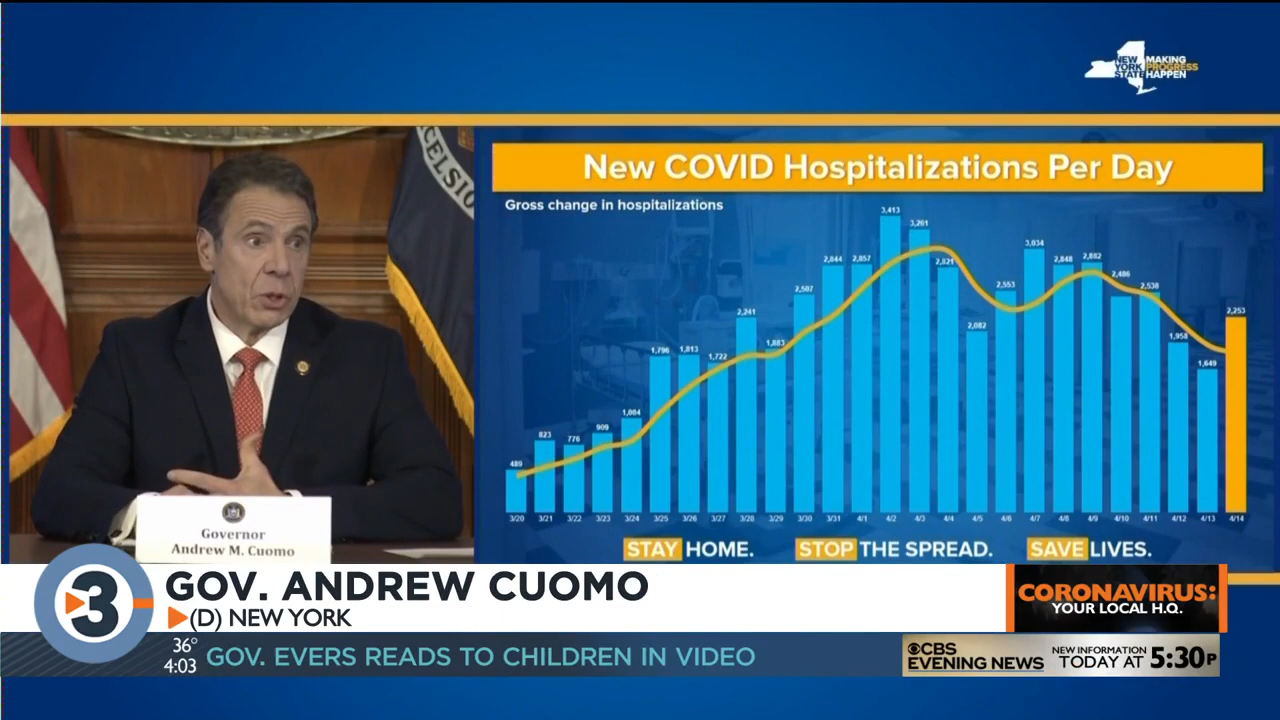 NEW YORK STATE
MAKING PROGRESS HAPPEN
EXCELSIOR
New COVID Hospitalizations Per Day
Gross change in hospitalizations
489 823 776 909 1,084 1,796 1,813 1,722 2,241 1,883 2,507 2,844 2,857 3,413 3,261 2,821 2,082 2,553 3,034 2,848 2,882 2,486 2,538 1,958 1,649 2,253
3/20 3/21 3/22 3/23 3/24 3/25 3/26 3/27 3/28 3/29 3/30 3/31 4/1 4/2 4/3 4/4 4/5 4/6 4/7 4/8 4/9 4/10 4/11 4/12 4/13 4/14
STAY HOME. STOP THE SPREAD. SAVE LIVES.
Governor
Andrew M. Cuomo
3
GOV. ANDREW CUOMO
(D) NEW YORK
CORONAVIRUS:
YOUR LOCAL H.Q.
36°
4:03
GOV. EVERS READS TO CHILDREN IN VIDEO
CBS
EVENING NEWS
NEW INFORMATION
TODAY AT 5:30P